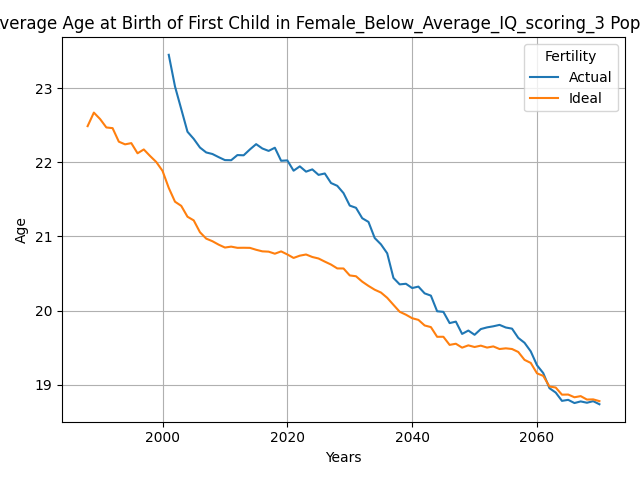 verage Age at Birth of First Child in Female_Below_Average_IQ_scoring_3 Pop
Fertility
Actual
Ideal
23
22
21
20
19
Age
2000
2020
2040
2060
Years